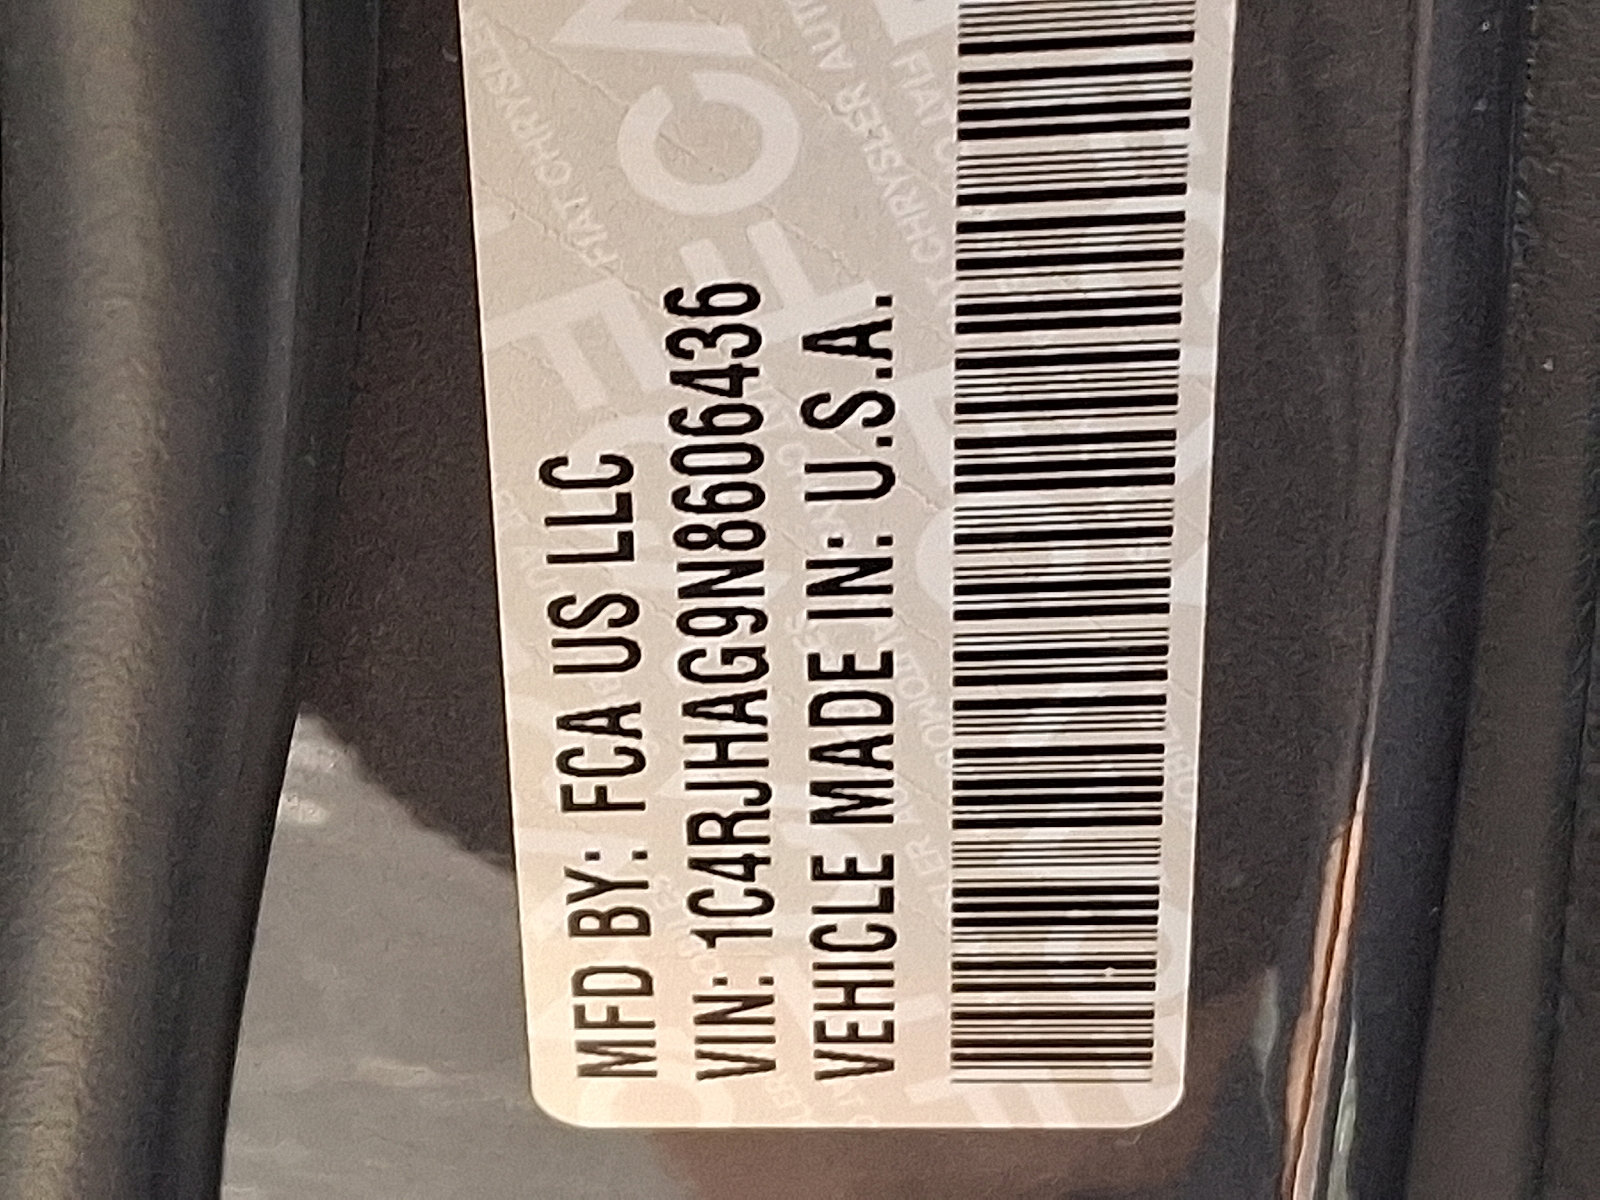 MFD BY: FCA US LLC
VIN: 1C4RJHAG9N8606436
VEHICLE MADE IN: U.S.A.